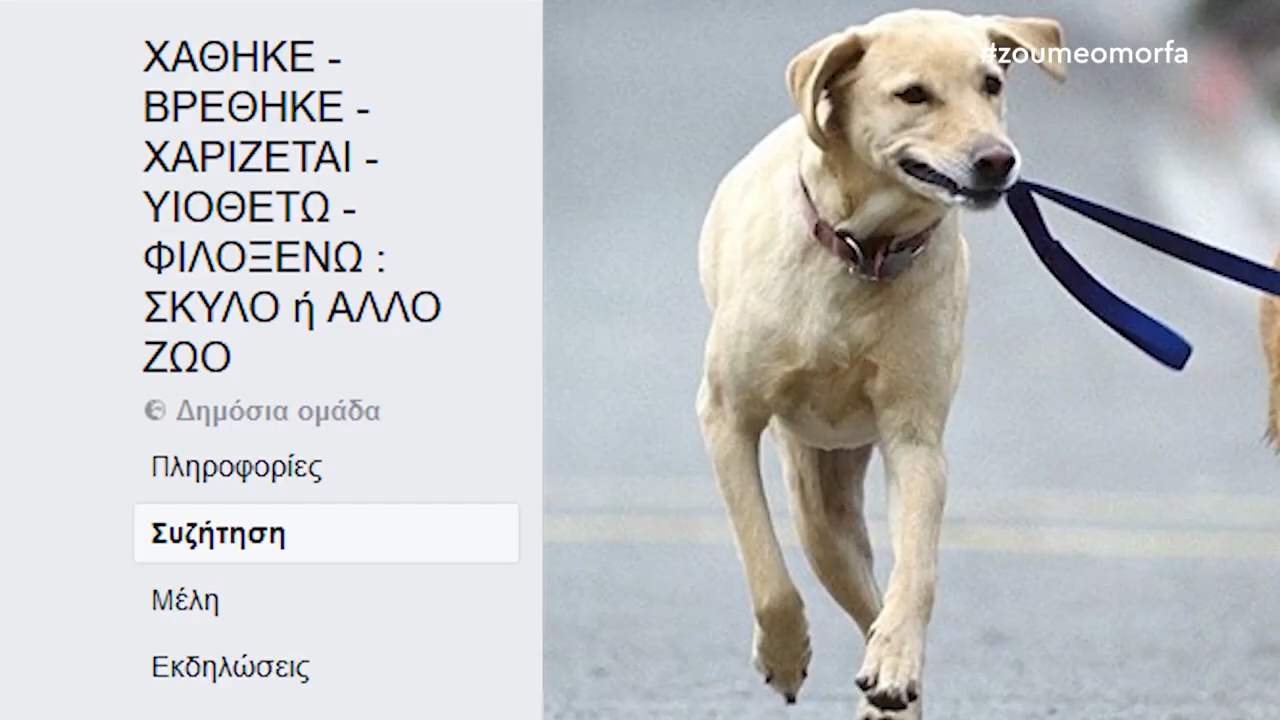 ΧΑΘΗΚΕ -
ΒΡΕΘΗΚΕ -
ΧΑΡΙΖΕΤΑΙ -
ΥΙΟΘΕΤΩ -
ΦΙΛΟΞΕΝΩ :
ΣΚΥΛΟ ή ΑΛΛΟ
ΖΩΟ
Δημόσια ομάδα
Πληροφορίες
Συζήτηση
Μέλη
Εκδηλώσεις
#zoumeomorfa